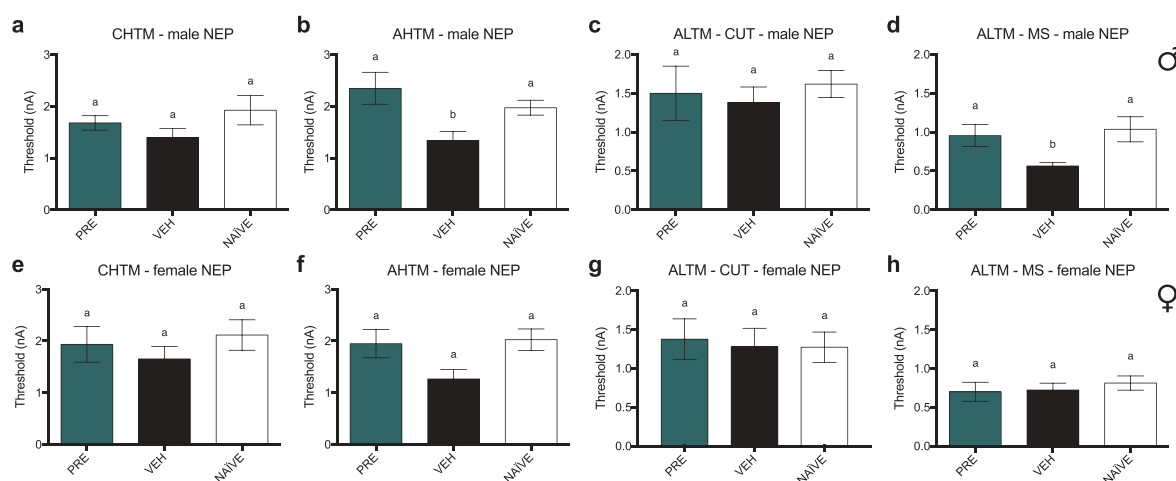 a
CHTM - male NEP
3
2
1
0
Threshold (nA)
a
a
a
PRE
VEH
NAÏVE
b
AHTM - male NEP
3
2
1
0
Threshold (nA)
a
b
a
PRE
VEH
NAÏVE
c
ALTM - CUT - male NEP
2.0
1.5
1.0
0.5
0.0
Threshold (nA)
a
a
a
PRE
VEH
NAÏVE
d
ALTM - MS - male NEP
♂
2.0
1.5
1.0
0.5
0.0
Threshold (nA)
a
b
a
PRE
VEH
NAÏVE
e
CHTM - female NEP
3
2
1
0
Threshold (nA)
a
a
a
PRE
VEH
NAÏVE
f
AHTM - female NEP
3
2
1
0
Threshold (nA)
a
a
a
PRE
VEH
NAÏVE
g
ALTM - CUT - female NEP
2.0
1.5
1.0
0.5
0.0
Threshold (nA)
a
a
a
PRE
VEH
NAÏVE
h
ALTM - MS - female NEP
♀
2.0
1.5
1.0
0.5
0.0
Threshold (nA)
a
a
a
PRE
VEH
NAÏVE